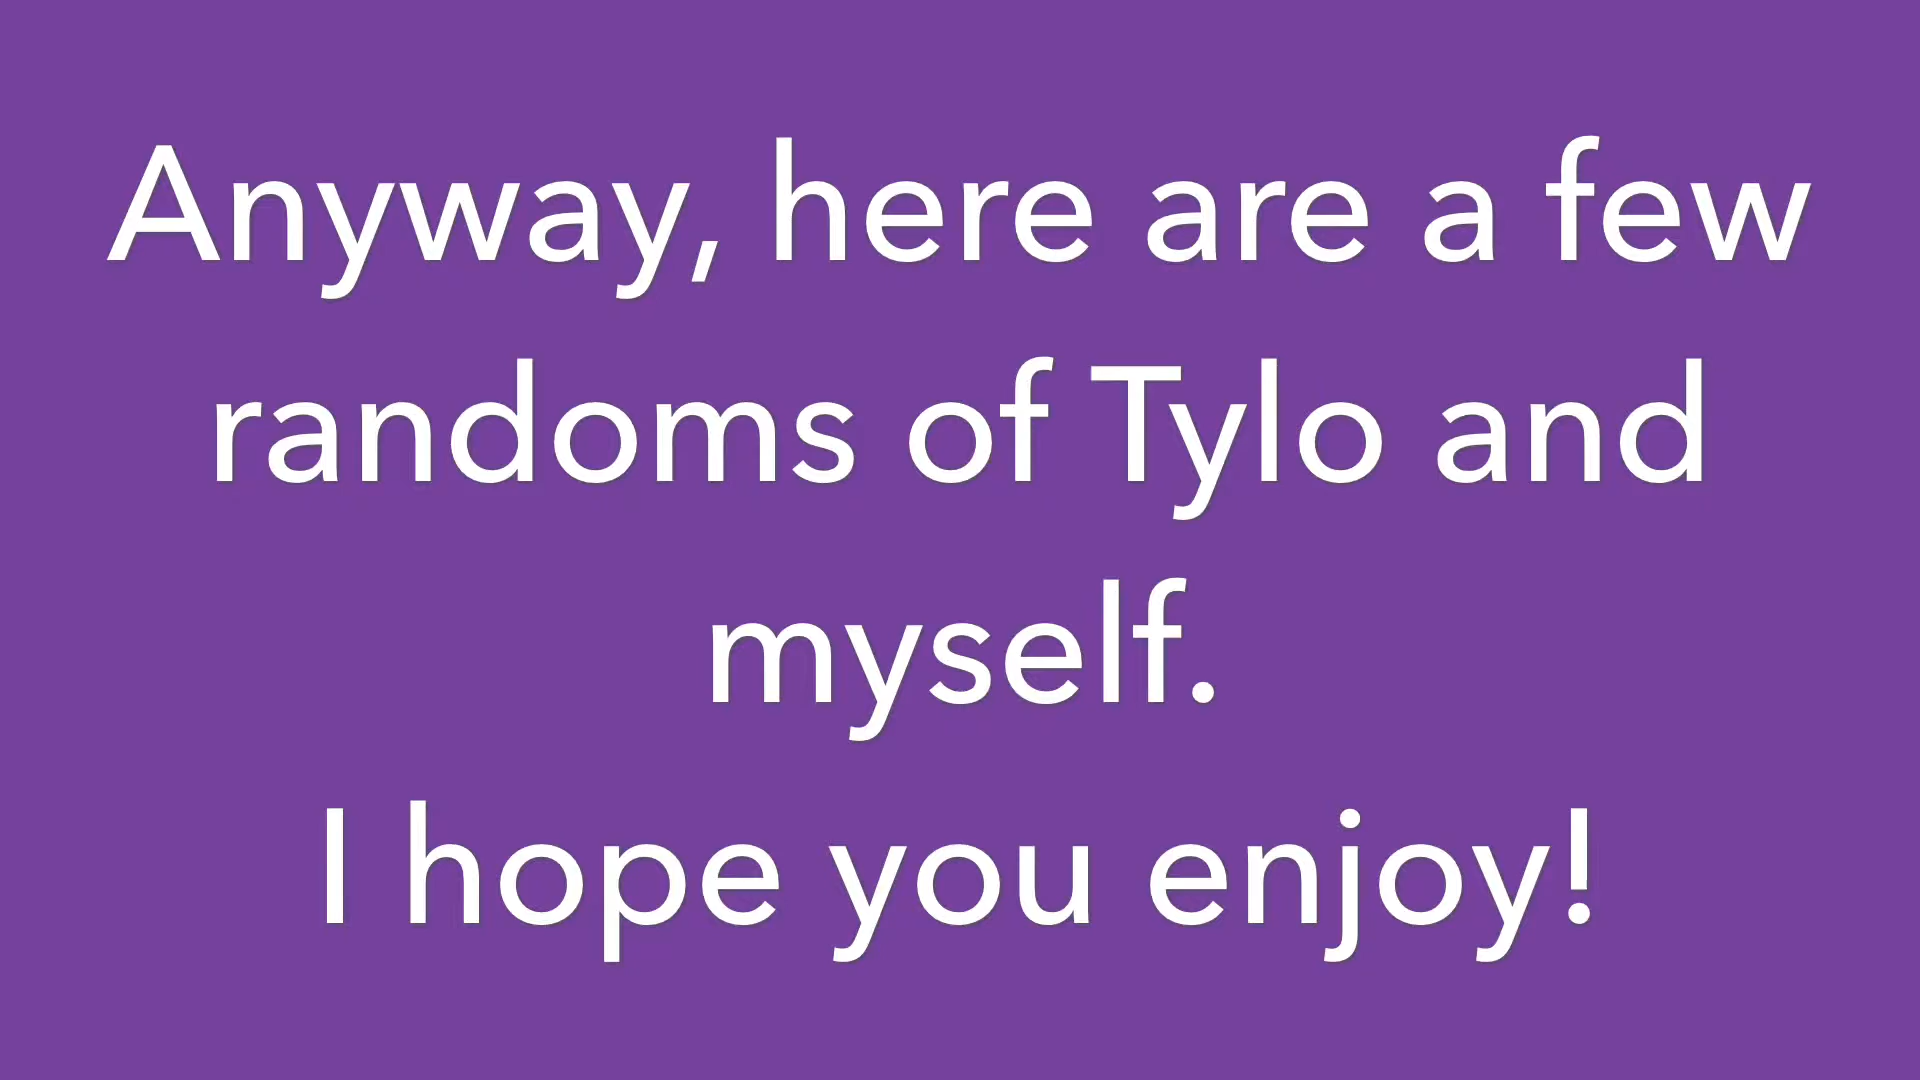 Anyway, here are a few
randoms of Tylo and
myself.
I hope you enjoy!